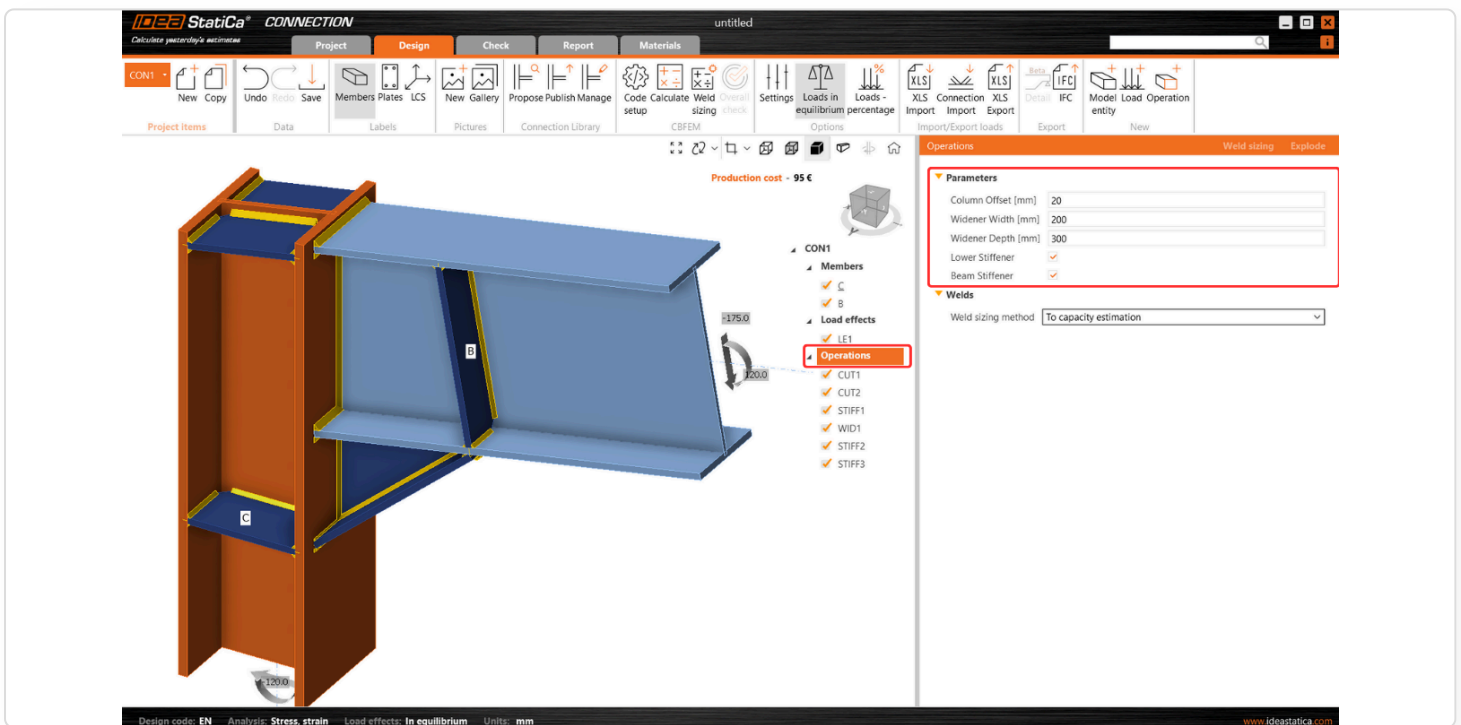 IDEA StatiCa® CONNECTION
untitled
Calculate yesterday's estimates
Project Design Check Report Materials
CON1
New Copy Undo Redo Save Members Plates LCS New Gallery Propose Publish Manage Code setup Calculate Weld sizing Overall check Settings Loads in equilibrium Loads - percentage XLS Import Connection Import XLS Export Beta Detail IFC Model entity Load Operation
Project items Data Labels Pictures Connection Library CBFEM Options Import/Export loads Export New
Operations Weld sizing Explode
Production cost - 95 €
Parameters
Column Offset [mm] 20
Widener Width [mm] 200
Widener Depth [mm] 300
Lower Stiffener
Beam Stiffener
Welds
Weld sizing method To capacity estimation
CON1
Members
C
B
Load effects
LE1
Operations
CUT1
CUT2
STIFF1
WID1
STIFF2
STIFF3
-175.0
B
120.0
C
-120.0
Design code: EN Analysis: Stress, strain Load effects: In equilibrium Units: mm
www.ideastatica.com